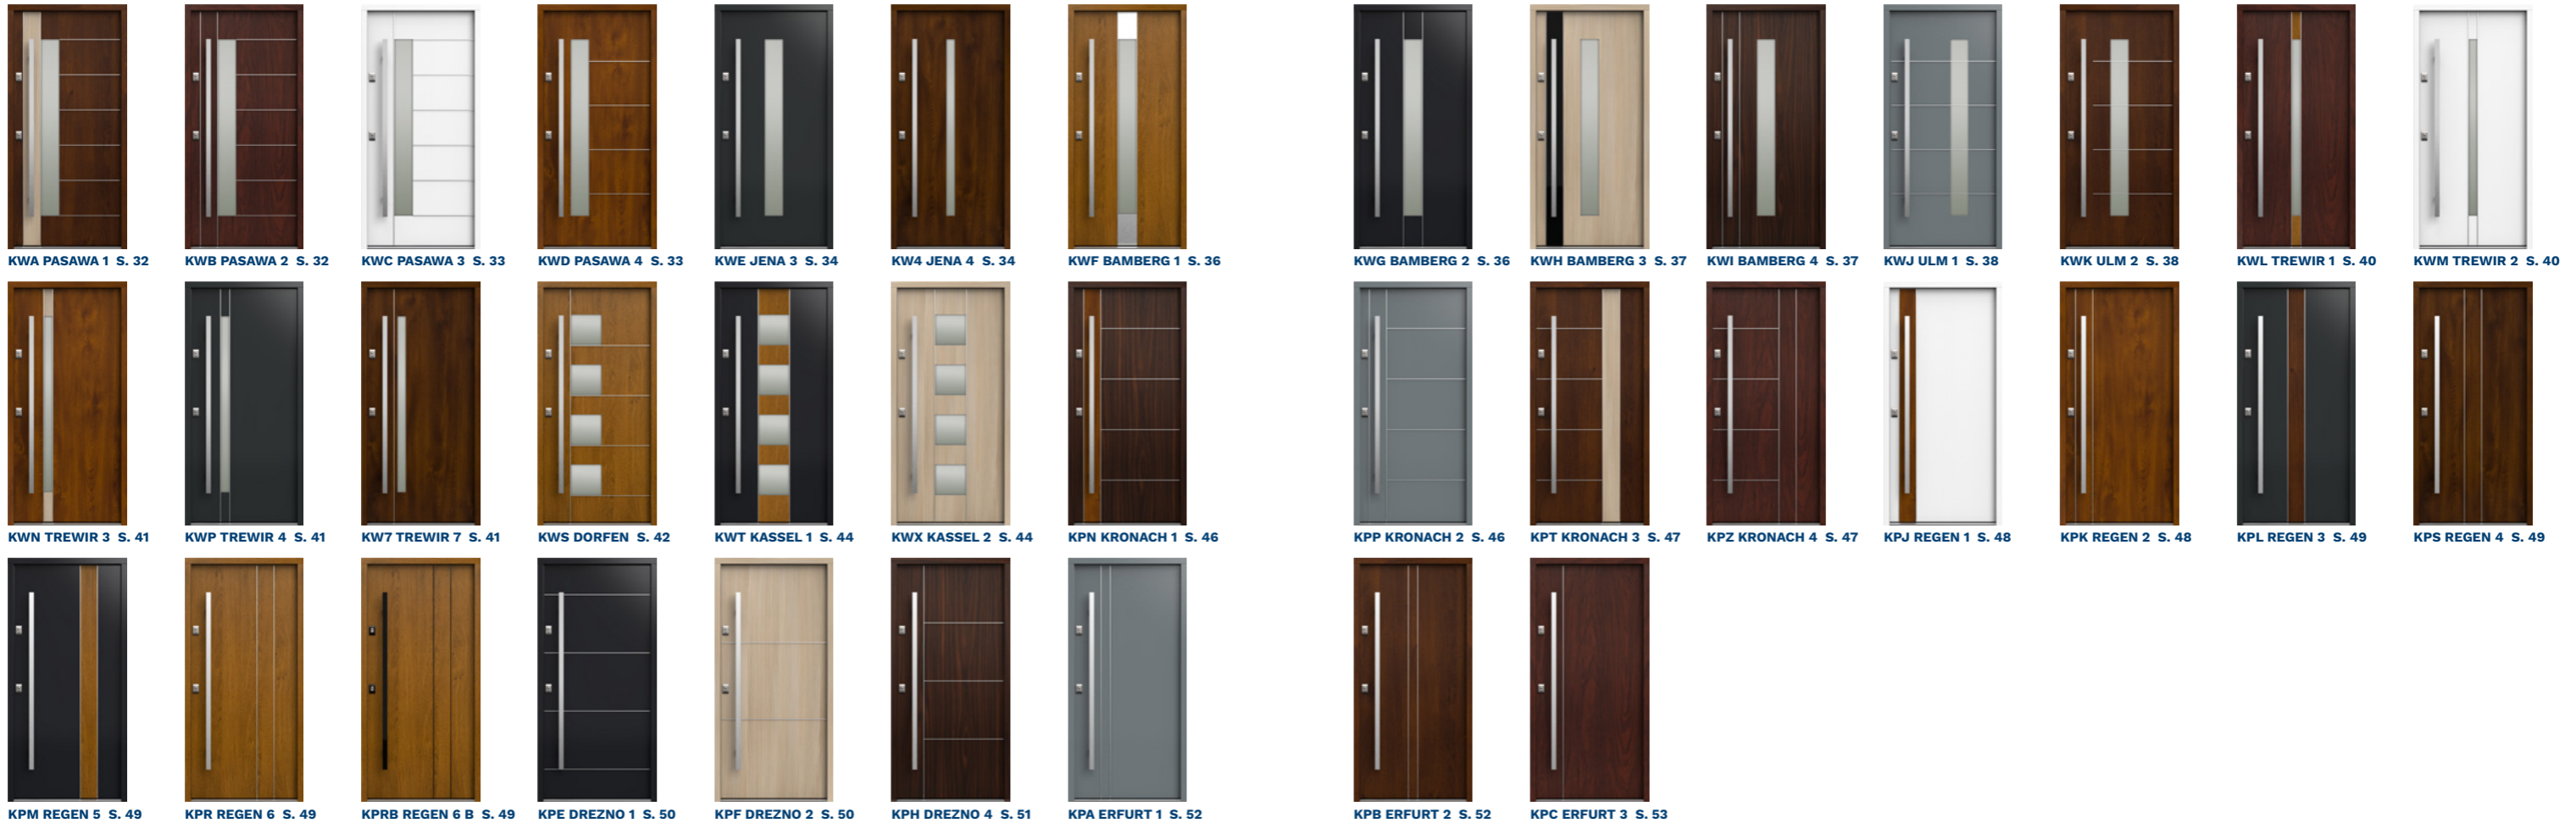 KWA PASAWA 1 S. 32
KWB PASAWA 2 S. 32
KWC PASAWA 3 S. 33
KWD PASAWA 4 S. 33
KWE JENA 3 S. 34
KW4 JENA 4 S. 34
KWF BAMBERG 1 S. 36
KWG BAMBERG 2 S. 36
KWH BAMBERG 3 S. 37
KWI BAMBERG 4 S. 37
KWJ ULM 1 S. 38
KWK ULM 2 S. 38
KWL TREWIR 1 S. 40
KWM TREWIR 2 S. 40
KWN TREWIR 3 S. 41
KWP TREWIR 4 S. 41
KW7 TREWIR 7 S. 41
KWS DORFEN S. 42
KWT KASSEL 1 S. 44
KWX KASSEL 2 S. 44
KPN KRONACH 1 S. 46
KPP KRONACH 2 S. 46
KPT KRONACH 3 S. 47
KPZ KRONACH 4 S. 47
KPJ REGEN 1 S. 48
KPK REGEN 2 S. 48
KPL REGEN 3 S. 49
KPS REGEN 4 S. 49
KPM REGEN 5 S. 49
KPR REGEN 6 S. 49
KPRB REGEN 6 B S. 49
KPE DREZNO 1 S. 50
KPF DREZNO 2 S. 50
KPH DREZNO 4 S. 51
KPA ERFURT 1 S. 52
KPB ERFURT 2 S. 52
KPC ERFURT 3 S. 53